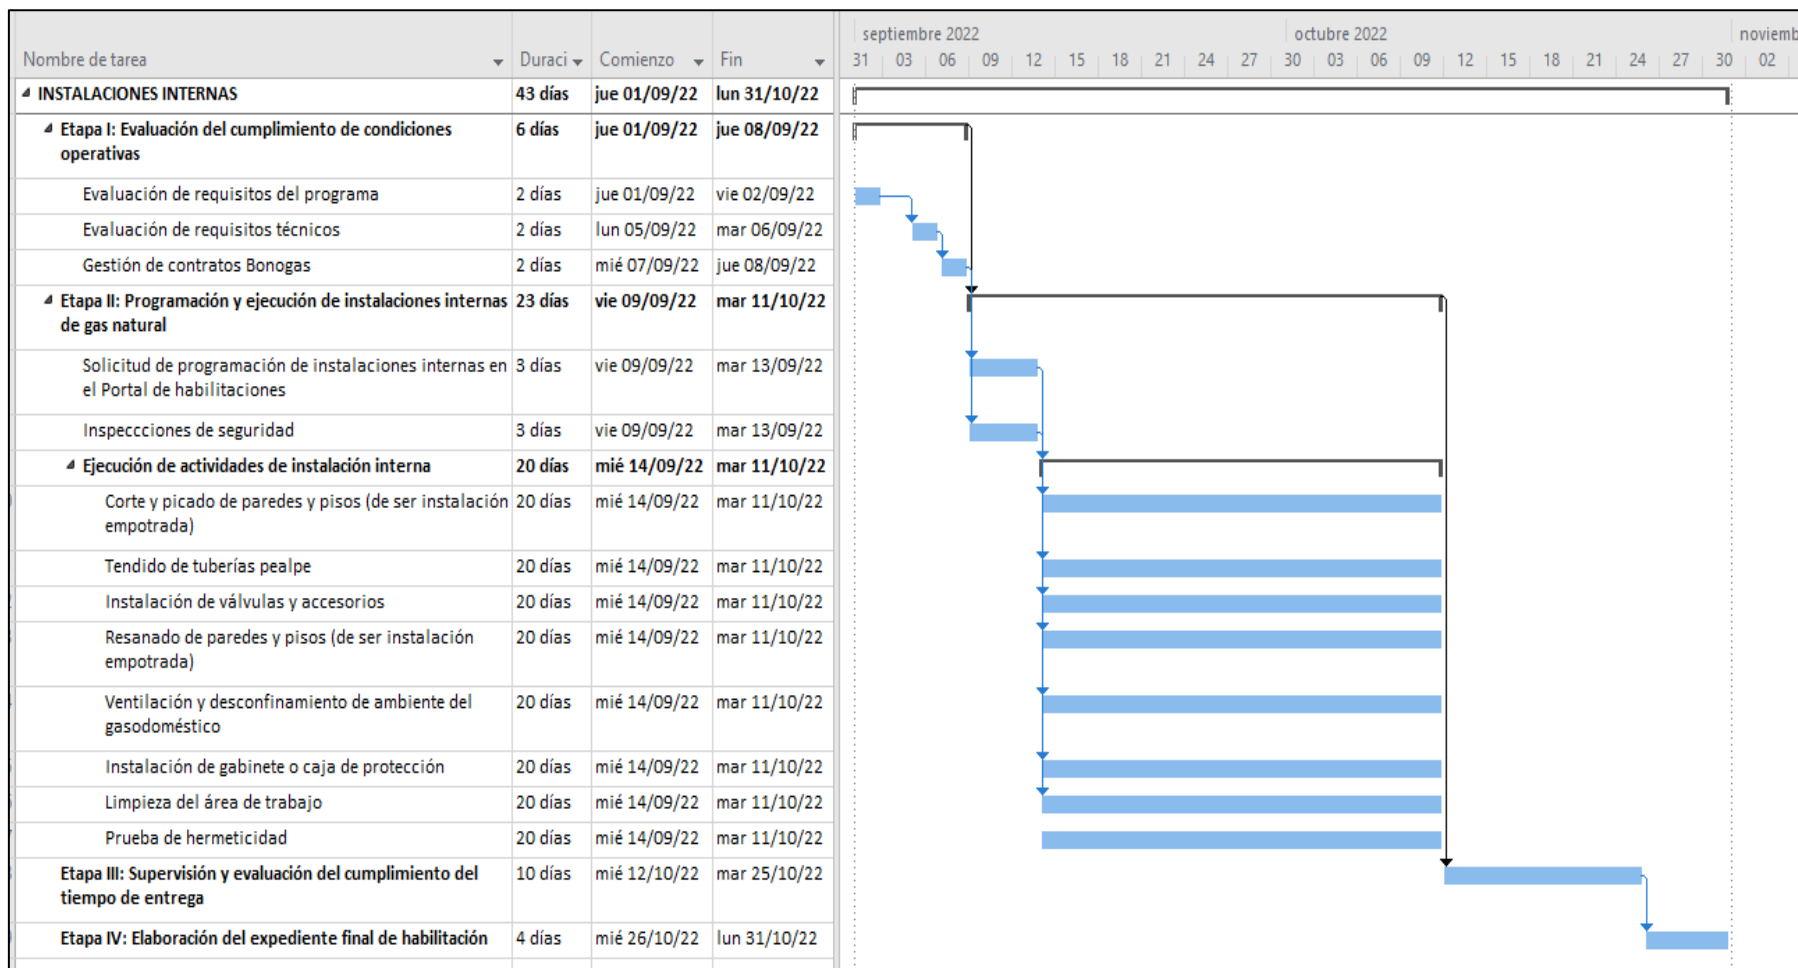 septiembre 2022 octubre 2022 noviemb
Nombre de tarea Duraci Comienzo Fin 31 03 06 09 12 15 18 21 24 27 30 03 06 09 12 15 18 21 24 27 30 02
INSTALACIONES INTERNAS 43 días jue 01/09/22 lun 31/10/22
Etapa I: Evaluación del cumplimiento de condiciones 6 días jue 01/09/22 jue 08/09/22
operativas
Evaluación de requisitos del programa 2 días jue 01/09/22 vie 02/09/22
Evaluación de requisitos técnicos 2 días lun 05/09/22 mar 06/09/22
Gestión de contratos Bonogas 2 días mié 07/09/22 jue 08/09/22
Etapa II: Programación y ejecución de instalaciones internas 23 días vie 09/09/22 mar 11/10/22
de gas natural
Solicitud de programación de instalaciones internas en 3 días vie 09/09/22 mar 13/09/22
el Portal de habilitaciones
Inspeccciones de seguridad 3 días vie 09/09/22 mar 13/09/22
Ejecución de actividades de instalación interna 20 días mié 14/09/22 mar 11/10/22
Corte y picado de paredes y pisos (de ser instalación 20 días mié 14/09/22 mar 11/10/22
empotrada)
Tendido de tuberías pealpe 20 días mié 14/09/22 mar 11/10/22
Instalación de válvulas y accesorios 20 días mié 14/09/22 mar 11/10/22
Resanado de paredes y pisos (de ser instalación 20 días mié 14/09/22 mar 11/10/22
empotrada)
Ventilación y desconfinamiento de ambiente del 20 días mié 14/09/22 mar 11/10/22
gasodoméstico
Instalación de gabinete o caja de protección 20 días mié 14/09/22 mar 11/10/22
Limpieza del área de trabajo 20 días mié 14/09/22 mar 11/10/22
Prueba de hermeticidad 20 días mié 14/09/22 mar 11/10/22
Etapa III: Supervisión y evaluación del cumplimiento del 10 días mié 12/10/22 mar 25/10/22
tiempo de entrega
Etapa IV: Elaboración del expediente final de habilitación 4 días mié 26/10/22 lun 31/10/22